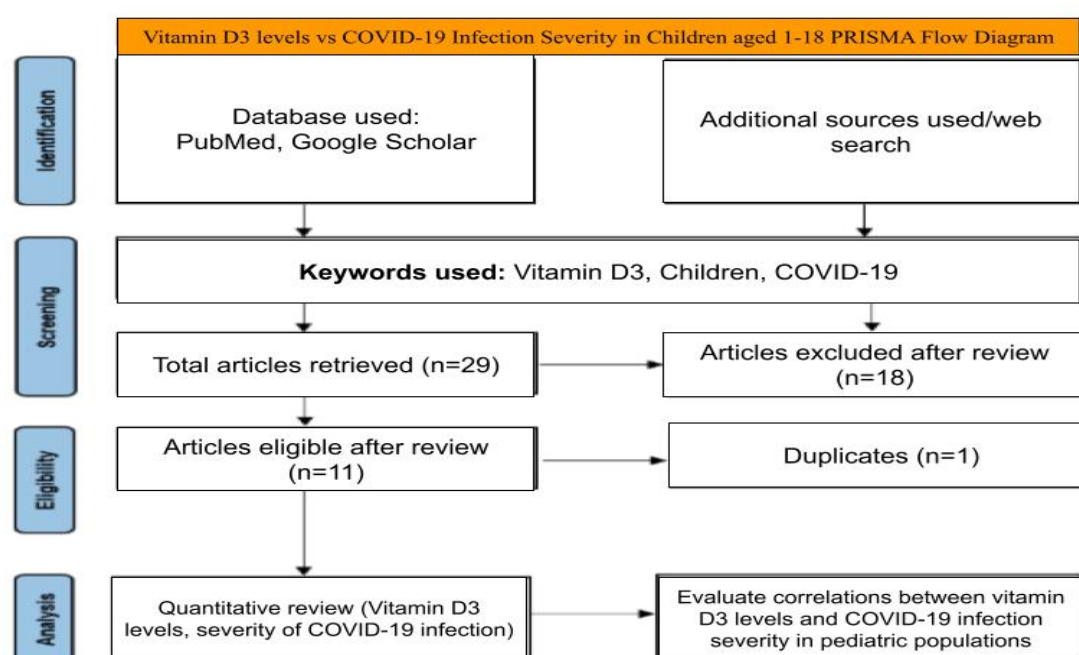 Vitamin D3 levels vs COVID-19 Infection Severity in Children aged 1-18 PRISMA Flow Diagram
Identification
Database used:
PubMed, Google Scholar
Additional sources used/web
search
Screening
Keywords used: Vitamin D3, Children, COVID-19
Total articles retrieved (n=29)
Articles excluded after review
(n=18)
Eligibility
Articles eligible after review
(n=11)
Duplicates (n=1)
Analysis
Quantitative review (Vitamin D3
levels, severity of COVID-19 infection)
Evaluate correlations between vitamin
D3 levels and COVID-19 infection
severity in pediatric populations